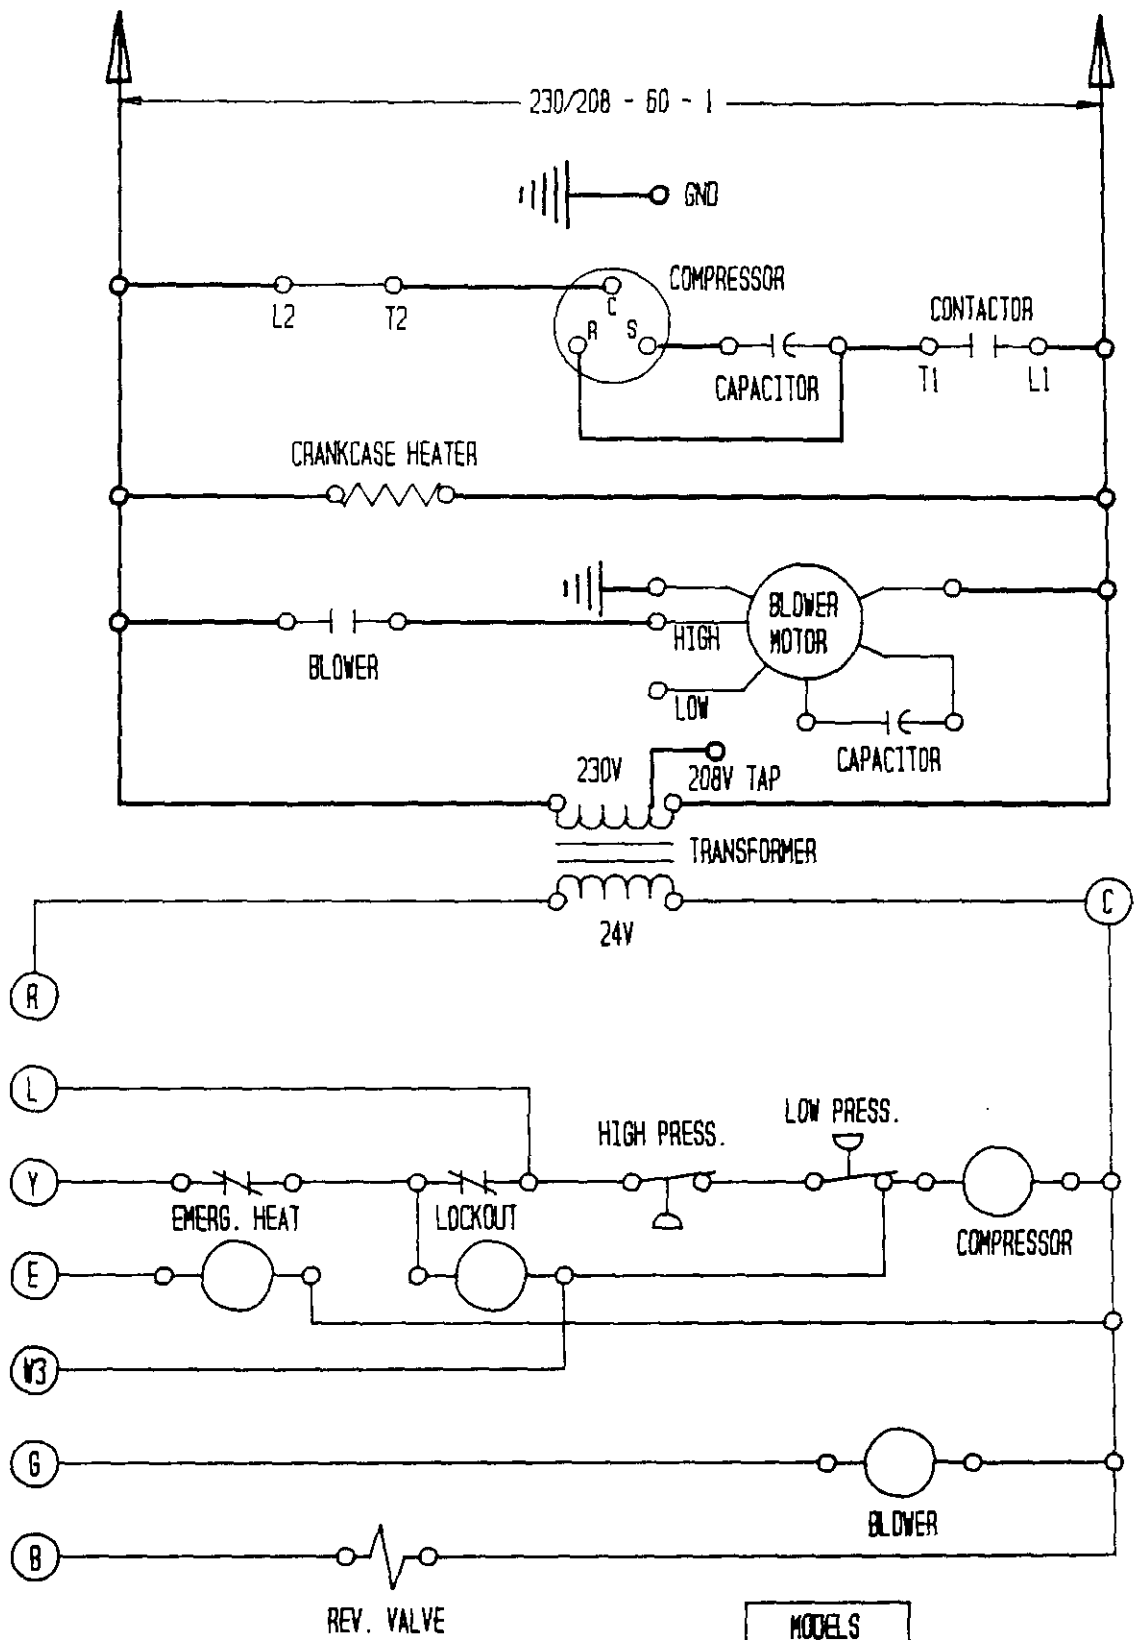 230/208 - 60 - 1
GND
COMPRESSOR
C
R
S
CONTACTOR
L2
T2
CAPACITOR
T1
L1
CRANKCASE HEATER
BLOWER
MOTOR
HIGH
BLOWER
LOW
CAPACITOR
230V
208V TAP
TRANSFORMER
C
24V
R
L
LOW PRESS.
HIGH PRESS.
Y
EMERG. HEAT
LOCKOUT
COMPRESSOR
E
W3
G
BLOWER
B
REV. VALVE
MODELS